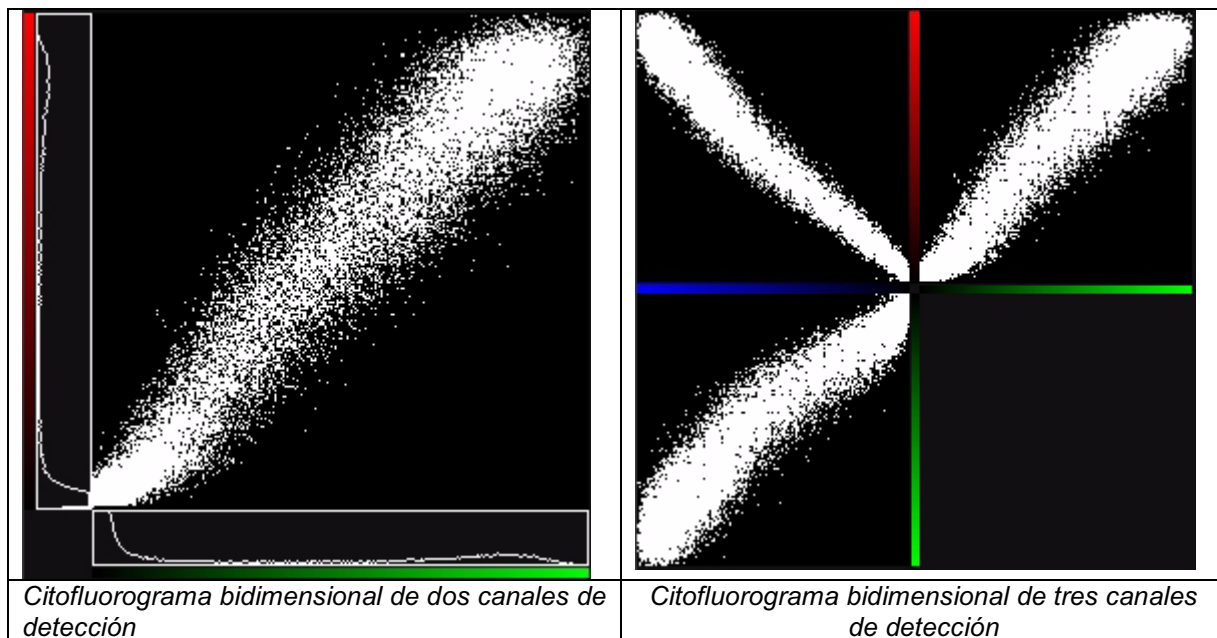 Citofluorograma bidimensional de dos canales de
detección
Citofluorograma bidimensional de tres canales
de detección